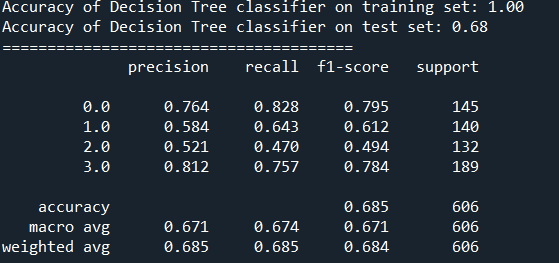 Accuracy of Decision Tree classifier on training set: 1.00
Accuracy of Decision Tree classifier on test set: 0.68
=======================================
precision recall f1-score support
0.0 0.764 0.828 0.795 145
1.0 0.584 0.643 0.612 140
2.0 0.521 0.470 0.494 132
3.0 0.812 0.757 0.784 189
accuracy 0.685 606
macro avg 0.671 0.674 0.671 606
weighted avg 0.685 0.685 0.684 606